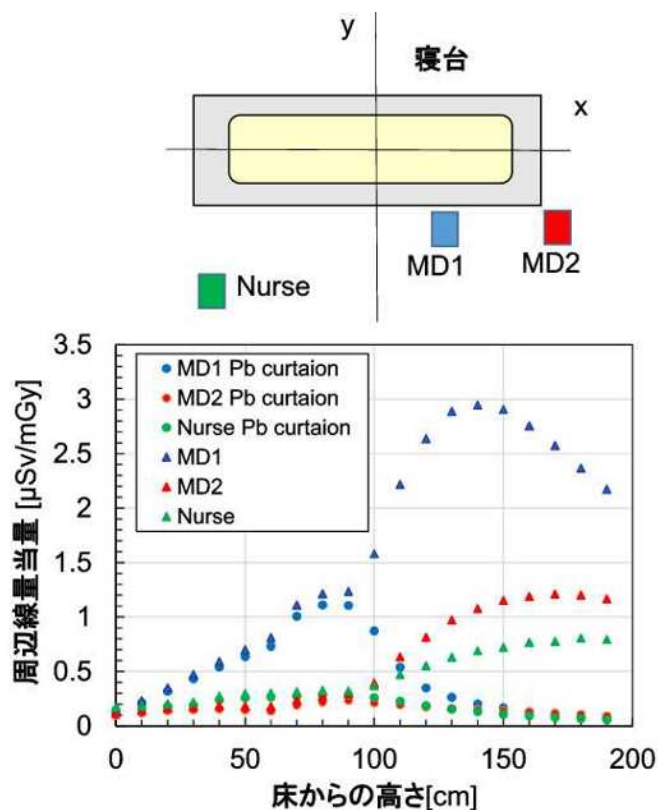 y
寝台
x
MD1
MD2
Nurse
3.5
3
2.5
2
1.5
1
0.5
0
周辺線量当量 [μSv/mGy]
MD1 Pb curtaion
MD2 Pb curtaion
Nurse Pb curtaion
MD1
MD2
Nurse
0
50
100
150
200
床からの高さ[cm]